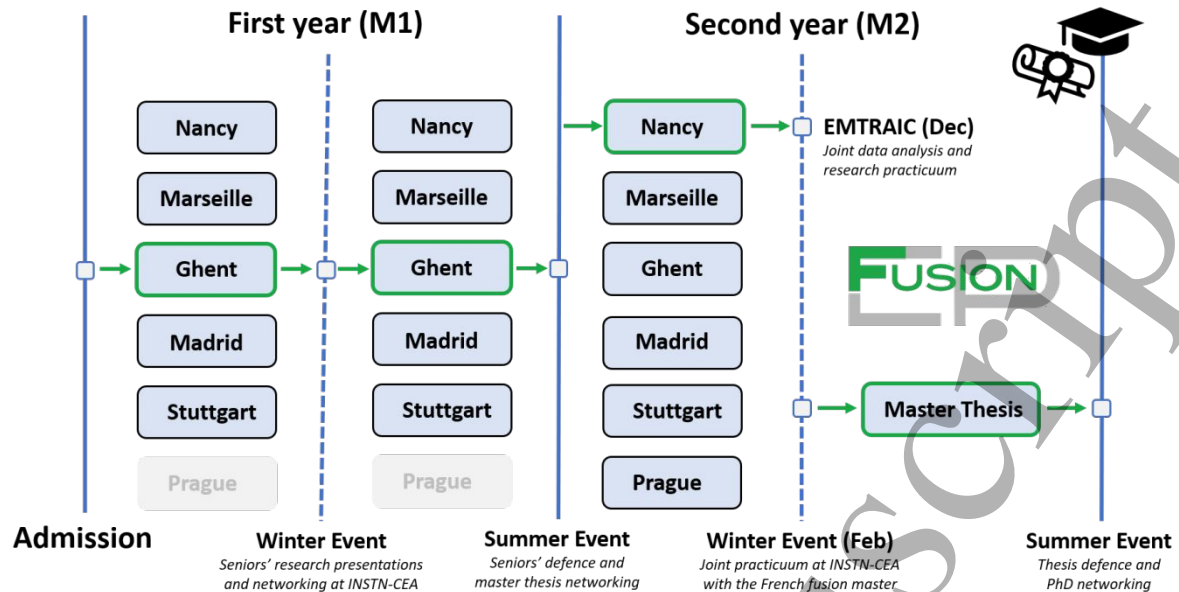 First year (M1)
Second year (M2)
Nancy
Marseille
Ghent
Madrid
Stuttgart
Prague
Nancy
Marseille
Ghent
Madrid
Stuttgart
Prague
Nancy
Marseille
Ghent
Madrid
Stuttgart
Prague
EMTRAIC (Dec)
Joint data analysis and
research practicuum
FUSION
EP
Master Thesis
Admission
Winter Event
Seniors' research presentations
and networking at INSTN-CEA
Summer Event
Seniors' defence and
master thesis networking
Winter Event (Feb)
Joint practicuum at INSTN-CEA
with the French fusion master
Summer Event
Thesis defence and
PhD networking
script